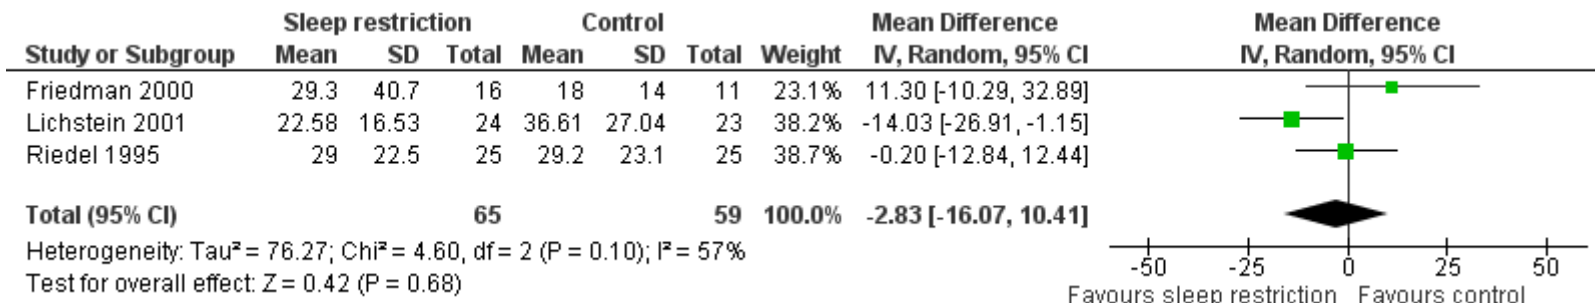 Sleep restriction Control Mean Difference Mean Difference
Study or Subgroup Mean SD Total Mean SD Total Weight IV, Random, 95% CI IV, Random, 95% CI
Friedman 2000 29.3 40.7 16 18 14 11 23.1% 11.30 [-10.29, 32.89]
Lichstein 2001 22.58 16.53 24 36.61 27.04 23 38.2% -14.03 [-26.91, -1.15]
Riedel 1995 29 22.5 25 29.2 23.1 25 38.7% -0.20 [-12.84, 12.44]
Total (95% CI) 65 59 100.0% -2.83 [-16.07, 10.41]
Heterogeneity: Tau² = 76.27; Chi² = 4.60, df = 2 (P = 0.10); I² = 57%
Test for overall effect: Z = 0.42 (P = 0.68)
-50 -25 0 25 50
Favours sleep restriction Favours control